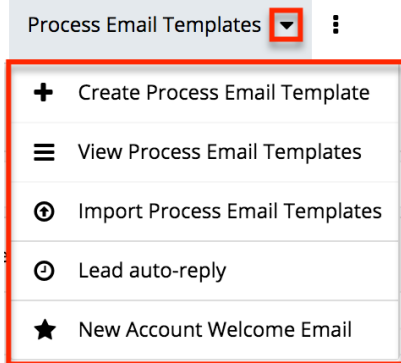 Process Email Templates
Create Process Email Template
View Process Email Templates
Import Process Email Templates
Lead auto-reply
New Account Welcome Email